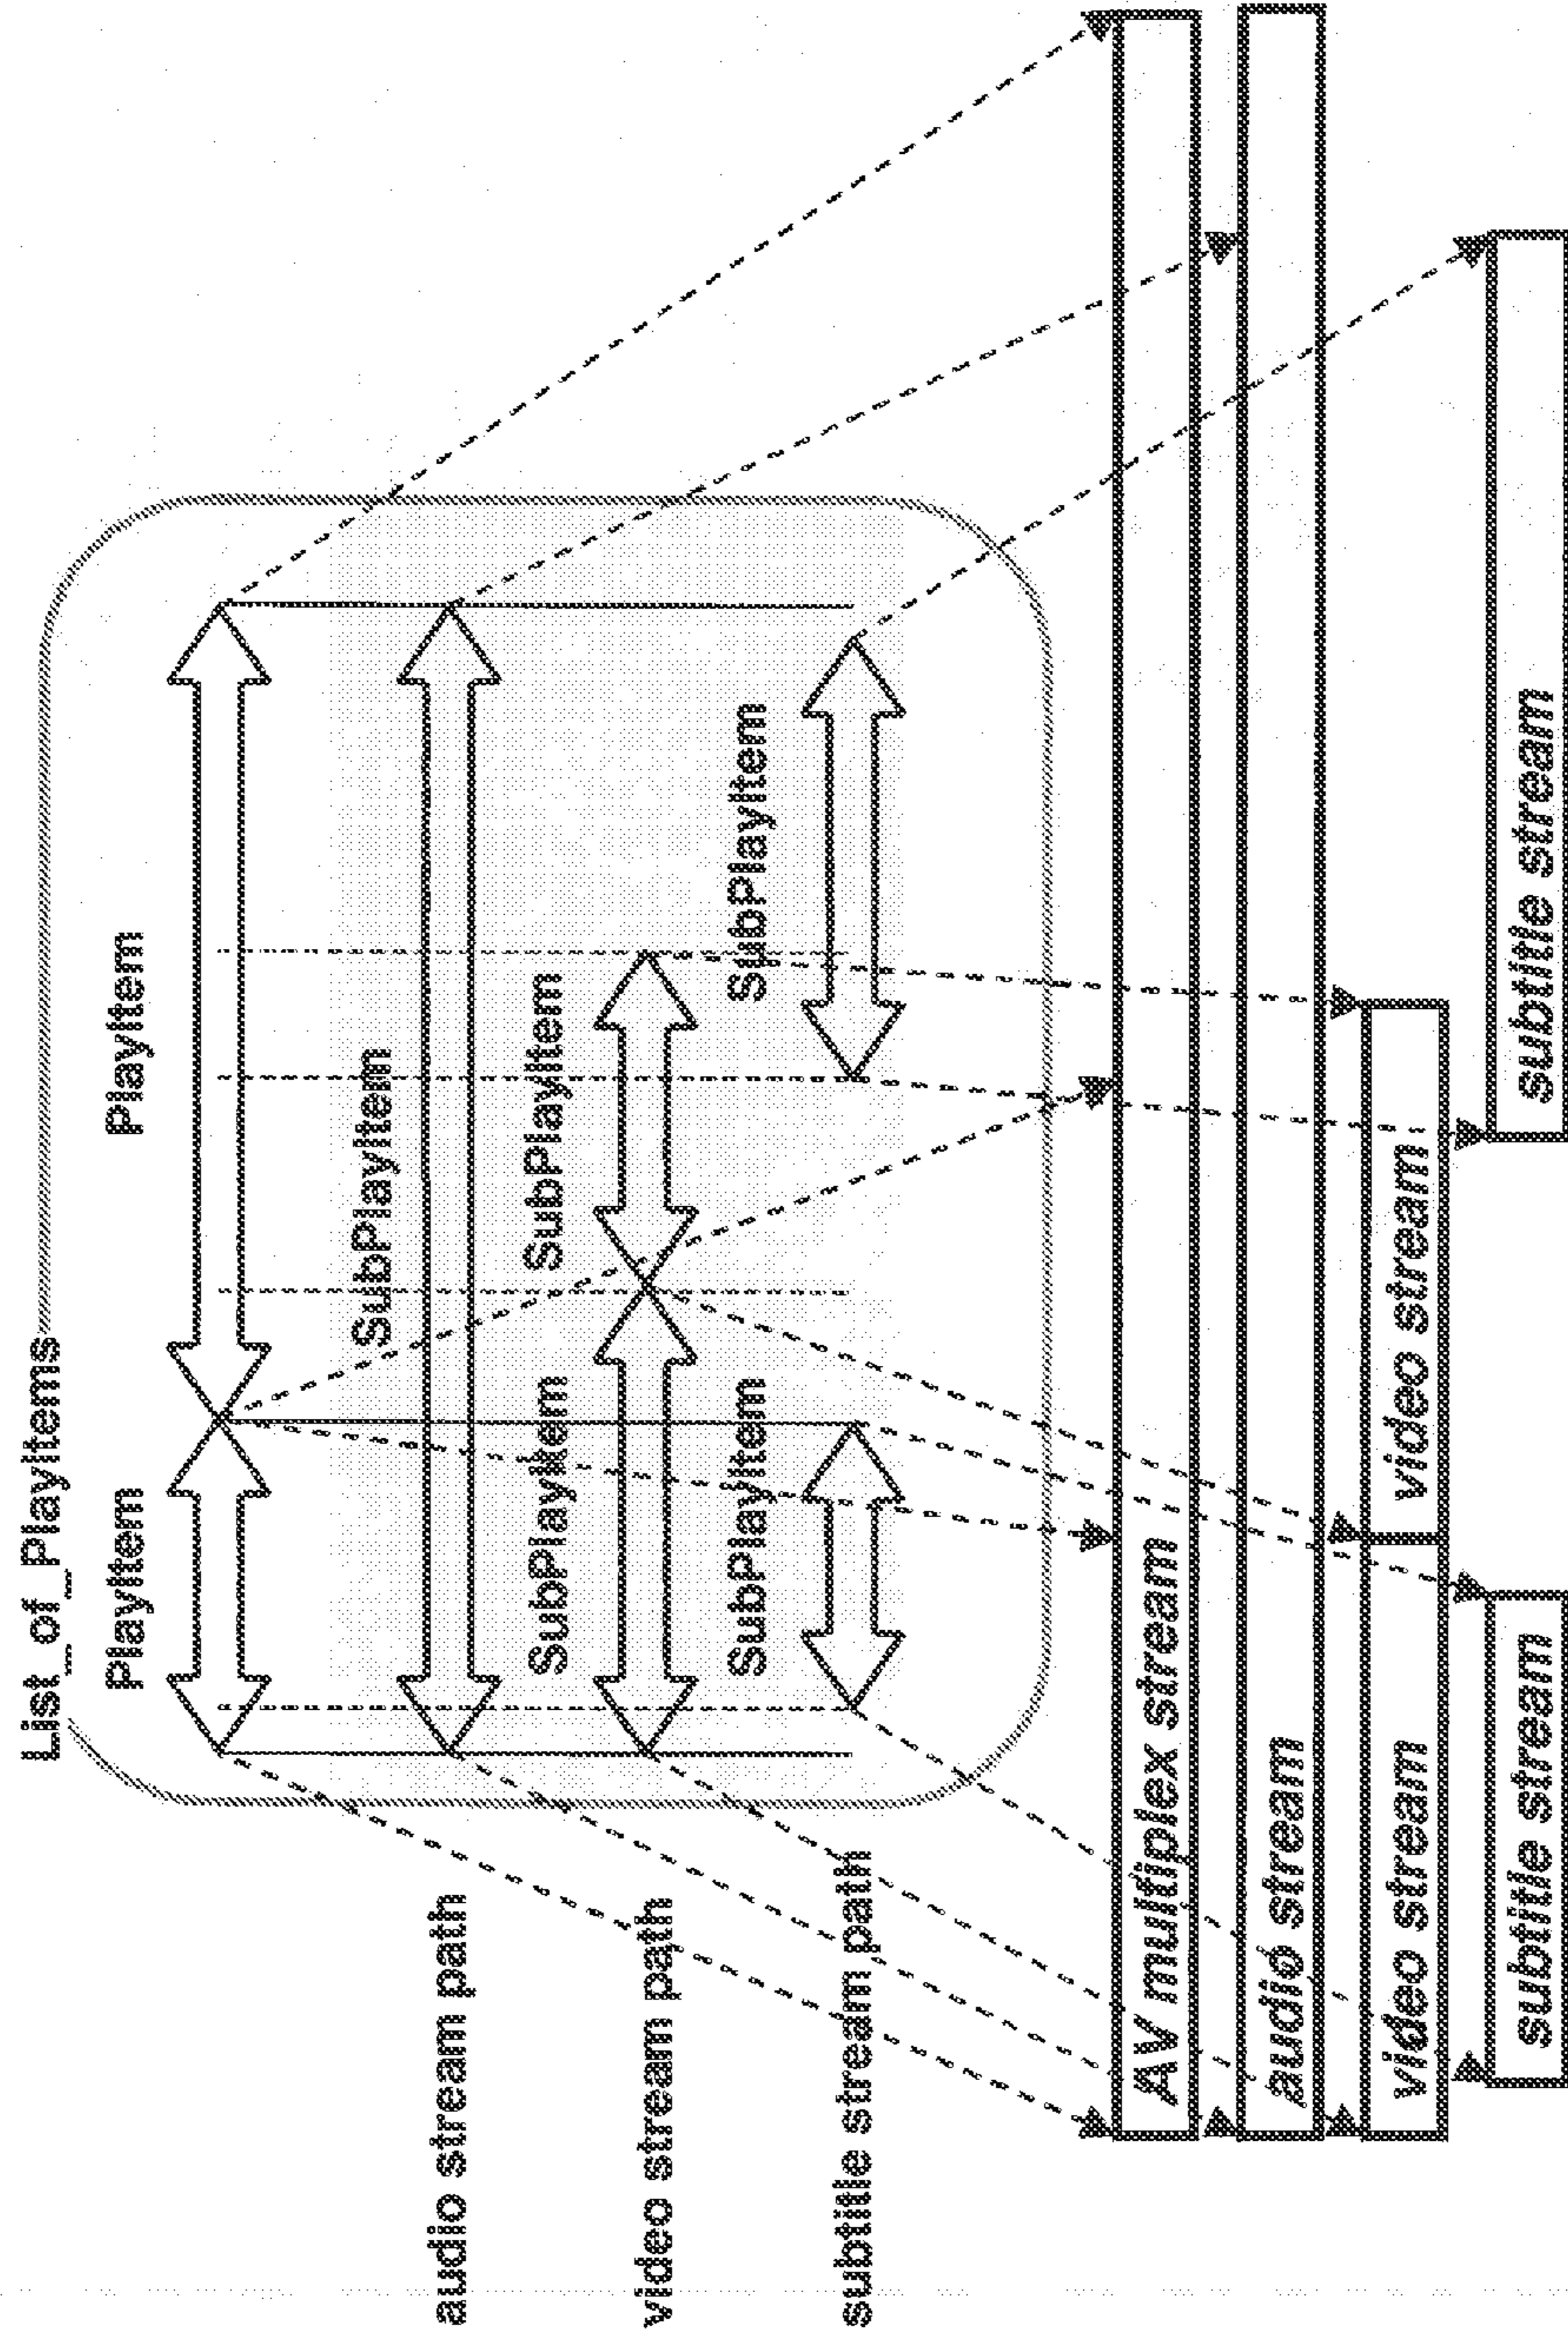 List_of_PlayItems
PlayItem
PlayItem
SubPlayItem
audio stream path
SubPlayItem
SubPlayItem
video stream path
SubPlayItem
SubPlayItem
subtitle stream path
AV multiplex stream
audio stream
video stream
video stream
subtitle stream
subtitle stream